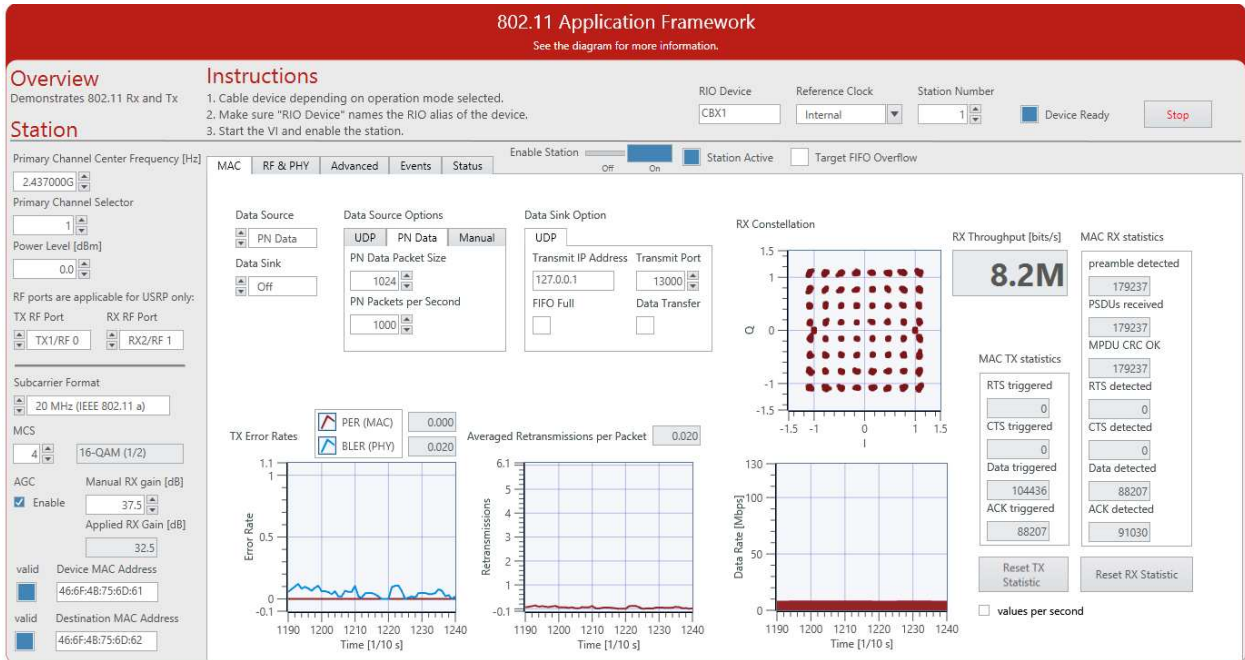 802.11 Application Framework
See the diagram for more information.
Overview
Demonstrates 802.11 Rx and Tx
Instructions
1. Cable device depending on operation mode selected.
2. Make sure "RIO Device" names the RIO alias of the device.
3. Start the VI and enable the station.
RIO Device
CBX1
Reference Clock
Internal
Station Number
1
Device Ready
Stop
Station
Primary Channel Center Frequency [Hz]
2.437000G
Primary Channel Selector
1
Power Level [dBm]
0.0
RF ports are applicable for USRP only:
TX RF Port
RX RF Port
TX1/RF 0
RX2/RF 1
Subcarrier Format
20 MHz (IEEE 802.11 a)
MCS
4
16-QAM (1/2)
AGC
Enable
Manual RX gain [dB]
37.5
Applied RX Gain [dB]
32.5
valid
Device MAC Address
46:6F:4B:75:6D:61
valid
Destination MAC Address
46:6F:4B:75:6D:62
MAC
RF & PHY
Advanced
Events
Status
Enable Station
Off
On
Station Active
Target FIFO Overflow
Data Source
PN Data
Data Sink
Off
Data Source Options
UDP
PN Data
Manual
PN Data Packet Size
1024
PN Packets per Second
1000
Data Sink Option
UDP
Transmit IP Address
127.0.0.1
Transmit Port
13000
FIFO Full
Data Transfer
RX Constellation
1.5
1
0
-1
-1.5
Q
-1.5
-1
0
1
1.5
I
RX Throughput [bits/s]
8.2M
MAC RX statistics
preamble detected
179237
PSDUs received
179237
MPDU CRC OK
179237
RTS detected
0
CTS detected
0
Data detected
88207
ACK detected
91030
Reset RX Statistic
MAC TX statistics
RTS triggered
0
CTS triggered
0
Data triggered
104436
ACK triggered
88207
Reset TX
Statistic
values per second
TX Error Rates
PER (MAC)
0.000
BLER (PHY)
0.020
1.1
1
0.5
0
-0.1
Error Rate
1190
1200
1210
1220
1230
1240
Time [1/10 s]
Averaged Retransmissions per Packet
0.020
6.1
5
4
3
2
1
-0.1
Retransmissions
1190
1200
1210
1220
1230
1240
Time [1/10 s]
130
100
50
0
Data Rate [Mbps]
1190
1200
1210
1220
1230
1240
Time [1/10 s]